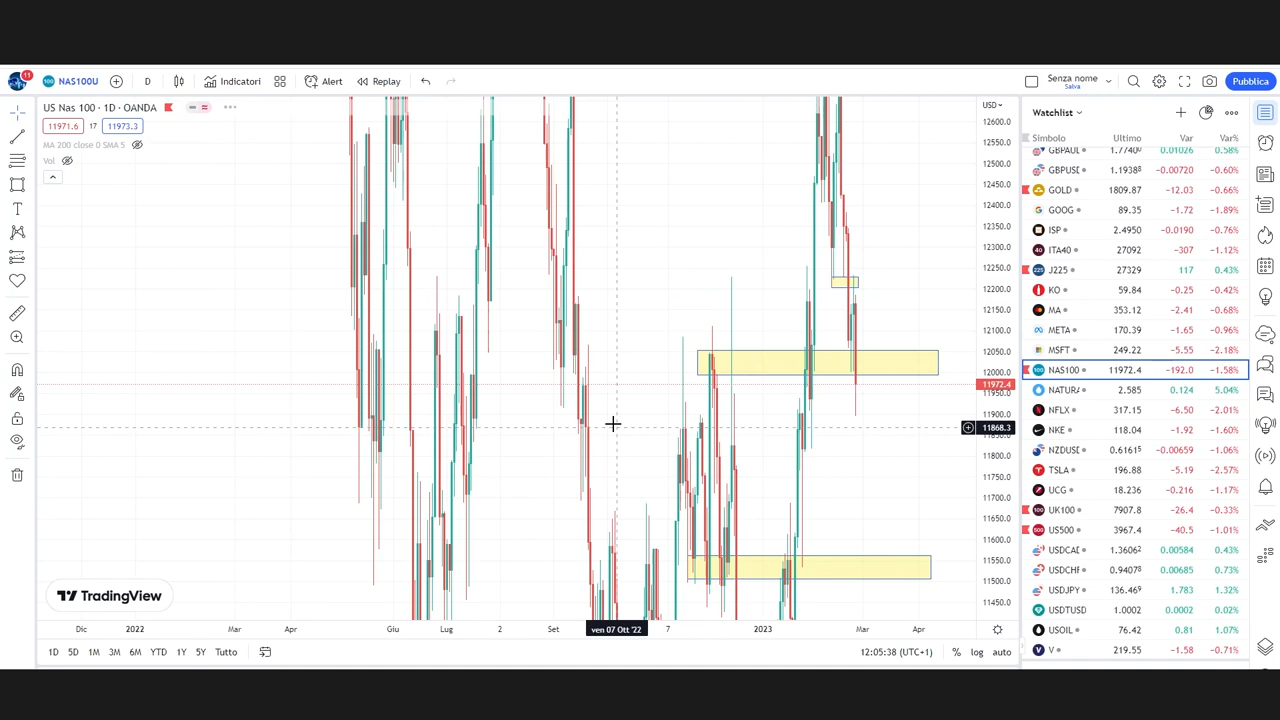 11
NAS100U
D
Indicatori
Alert
Replay
Senza nome
Salva
Pubblica
US Nas 100 · 1D · OANDA
11971.6 17 11973.3
MA 200 close 0 SMA 5
Vol
USD
12600.0
12550.0
12500.0
12450.0
12400.0
12350.0
12300.0
12250.0
12200.0
12150.0
12100.0
12050.0
12000.0
11972.4
11950.0
11900.0
11868.3
11850.0
11800.0
11750.0
11700.0
11650.0
11600.0
11550.0
11500.0
11450.0
TradingView
Dic 2022 Mar Apr Giu Lug 2 Set ven 07 Ott '22 7 2023 Mar Apr
1D 5D 1M 3M 6M YTD 1Y 5Y Tutto
12:05:38 (UTC+1) % log auto
Watchlist
Simbolo Ultimo Var Var%
GBPAUI 1.7740⁰ 0.01026 0.58%
GBPUSI 1.1938⁸ −0.00720 −0.60%
GOLD 1809.87 −12.03 −0.66%
GOOG 89.35 −1.72 −1.89%
ISP 2.4950 −0.0190 −0.76%
ITA40 27092 −307 −1.12%
J225 27329 117 0.43%
KO 59.84 −0.25 −0.42%
MA 353.12 −2.41 −0.68%
META 170.39 −1.65 −0.96%
MSFT 249.22 −5.55 −2.18%
NAS100 11972.4 −192.0 −1.58%
NATURA 2.585 0.124 5.04%
NFLX 317.15 −6.50 −2.01%
NKE 118.04 −1.92 −1.60%
NZDUSI 0.6161⁵ −0.00659 −1.06%
TSLA 196.88 −5.19 −2.57%
UCG 18.236 −0.216 −1.17%
UK100 7907.8 −26.4 −0.33%
US500 3967.4 −40.5 −1.01%
USDCAI 1.3606² 0.00584 0.43%
USDCHI 0.9407⁸ 0.00685 0.73%
USDJPY 136.46⁹ 1.783 1.32%
USDTUSD 1.0002 0.0002 0.02%
USOIL 76.42 0.81 1.07%
V 219.55 −1.58 −0.71%